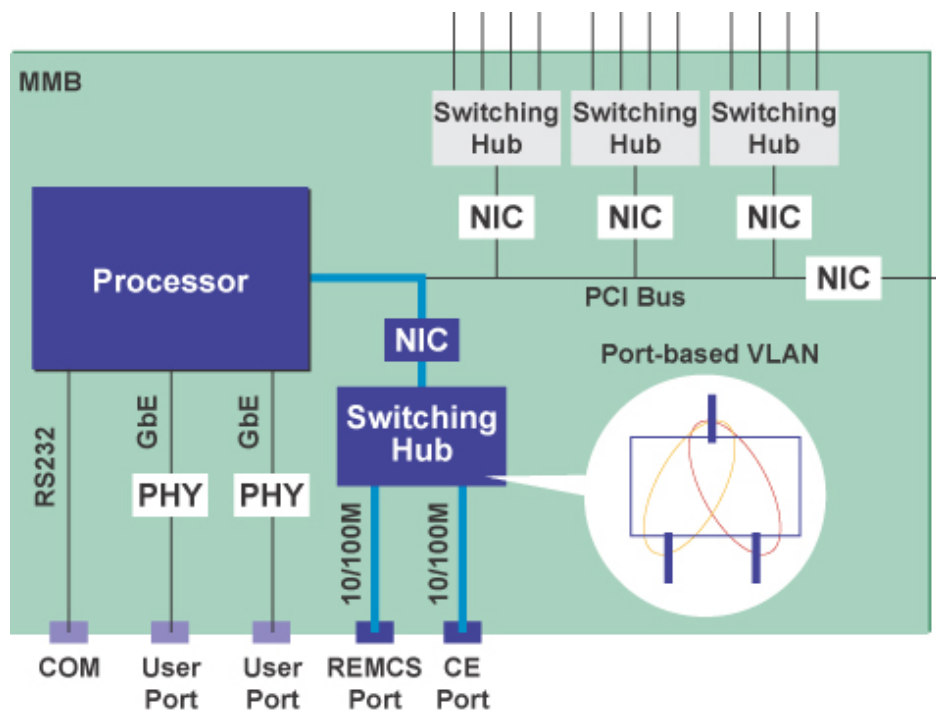 MMB
Switching
Hub
Switching
Hub
Switching
Hub
NIC
NIC
NIC
Processor
NIC
PCI Bus
NIC
Port-based VLAN
Switching
Hub
RS232
GbE
GbE
PHY
PHY
10/100M
10/100M
COM
User
Port
User
Port
REMCS
Port
CE
Port